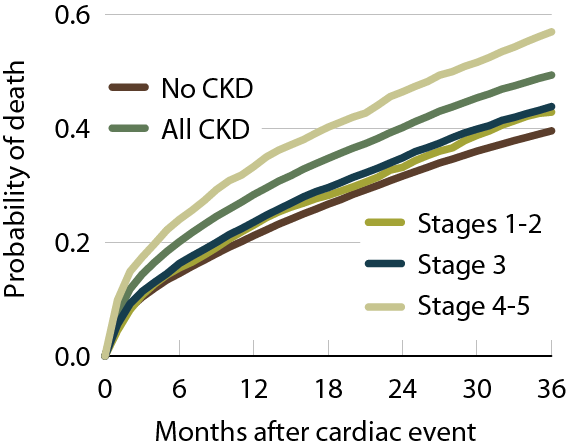 Probability of death
0.6
0.4
0.2
0.0
No CKD
All CKD
Stages 1-2
Stage 3
Stage 4-5
0 6 12 18 24 30 36
Months after cardiac event